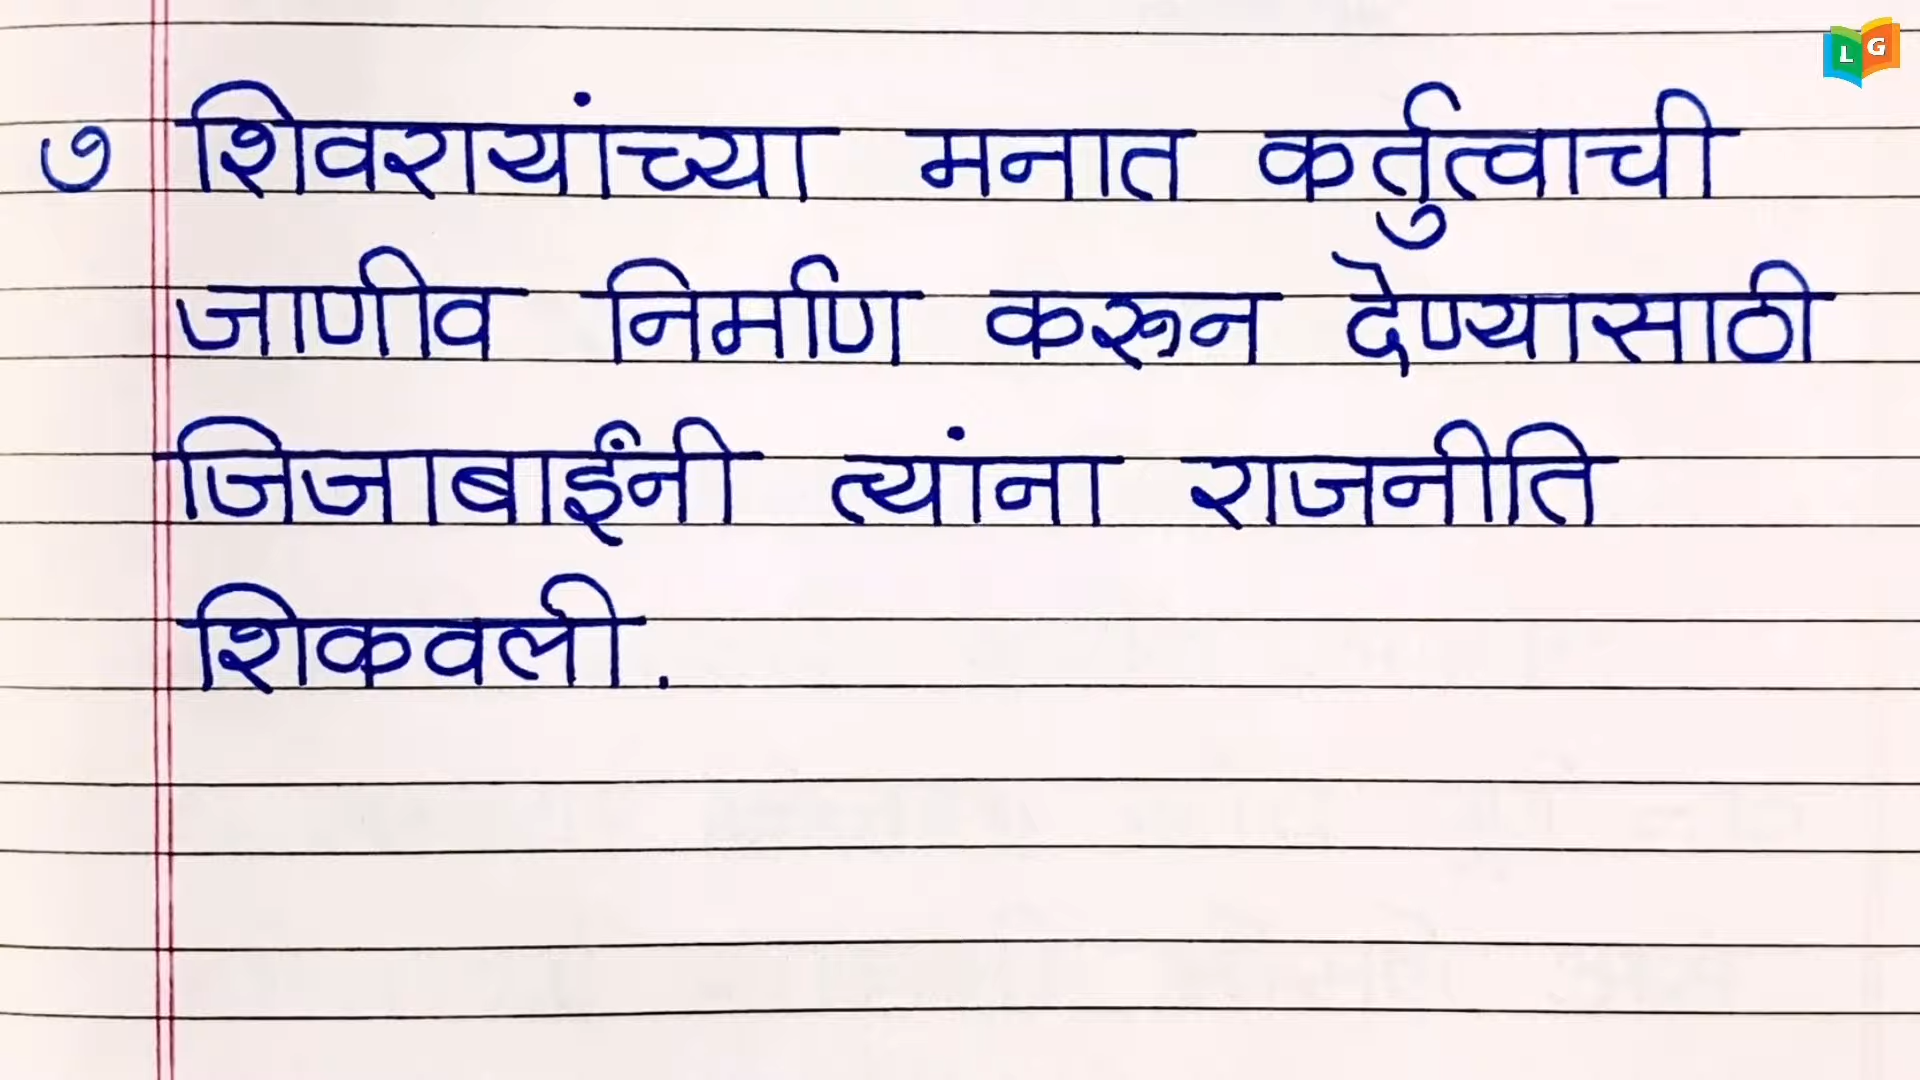 ७ शिवरायांच्या मनात कर्तुत्वाची
जाणीव निर्माण करून देण्यासाठी
जिजाबाईंनी त्यांना राजनीति
शिकवली.
L G